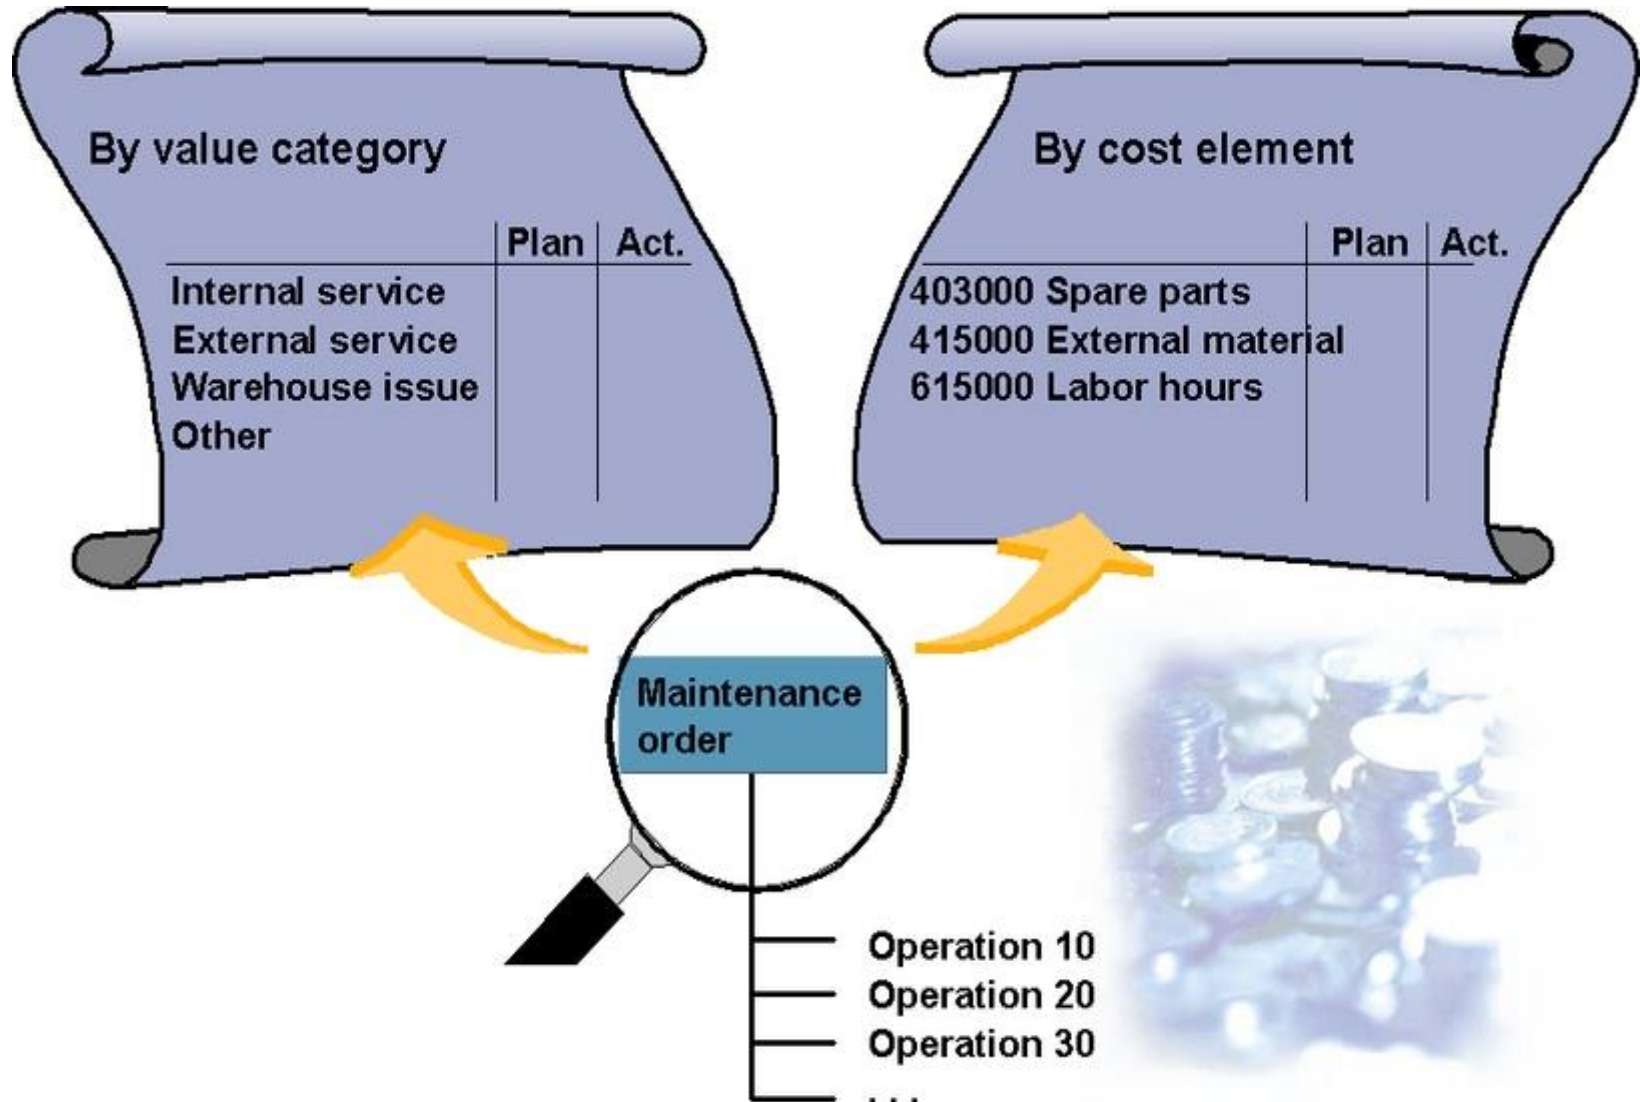 By value category
Plan Act.
Internal service
External service
Warehouse issue
Other
By cost element
Plan Act.
403000 Spare parts
415000 External material
615000 Labor hours
Maintenance
order
Operation 10
Operation 20
Operation 30
...